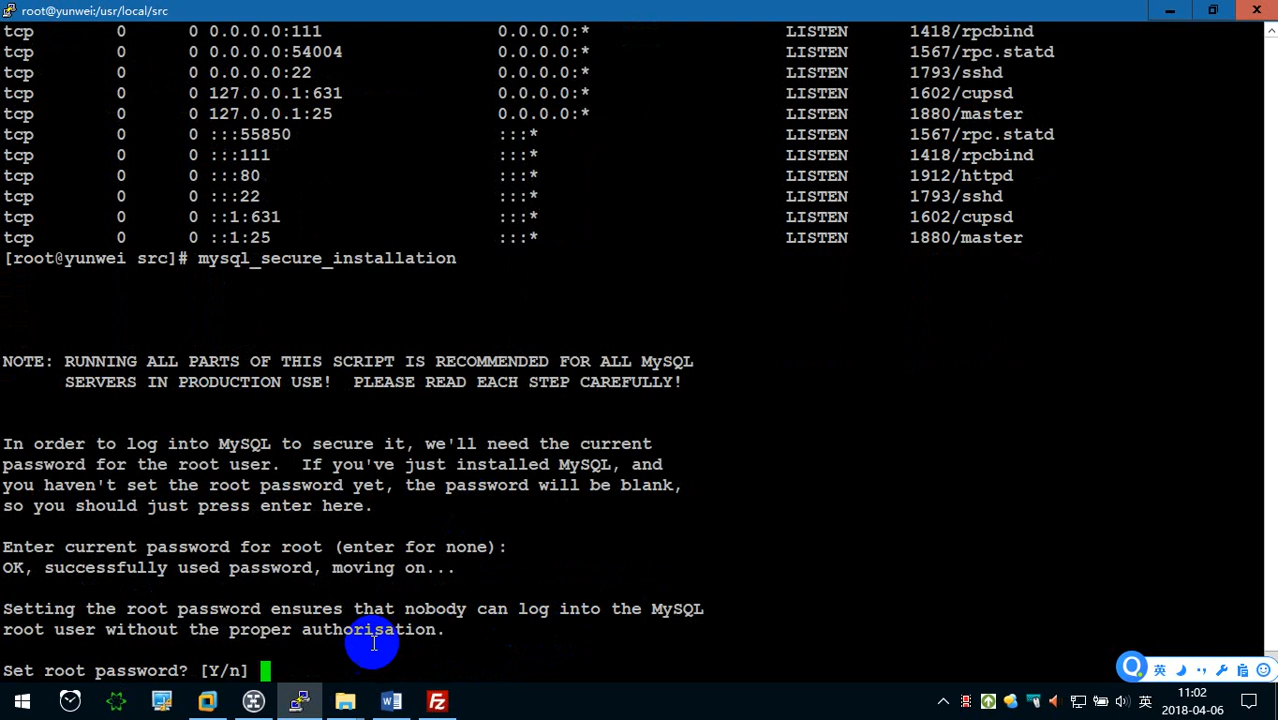 root@yunwei:/usr/local/src
tcp 0 0 0.0.0.0:111 0.0.0.0:* LISTEN 1418/rpcbind
tcp 0 0 0.0.0.0:54004 0.0.0.0:* LISTEN 1567/rpc.statd
tcp 0 0 0.0.0.0:22 0.0.0.0:* LISTEN 1793/sshd
tcp 0 0 127.0.0.1:631 0.0.0.0:* LISTEN 1602/cupsd
tcp 0 0 127.0.0.1:25 0.0.0.0:* LISTEN 1880/master
tcp 0 0 :::55850 :::* LISTEN 1567/rpc.statd
tcp 0 0 :::111 :::* LISTEN 1418/rpcbind
tcp 0 0 :::80 :::* LISTEN 1912/httpd
tcp 0 0 :::22 :::* LISTEN 1793/sshd
tcp 0 0 ::1:631 :::* LISTEN 1602/cupsd
tcp 0 0 ::1:25 :::* LISTEN 1880/master
[root@yunwei src]# mysql_secure_installation
NOTE: RUNNING ALL PARTS OF THIS SCRIPT IS RECOMMENDED FOR ALL MySQL
SERVERS IN PRODUCTION USE! PLEASE READ EACH STEP CAREFULLY!
In order to log into MySQL to secure it, we'll need the current
password for the root user. If you've just installed MySQL, and
you haven't set the root password yet, the password will be blank,
so you should just press enter here.
Enter current password for root (enter for none):
OK, successfully used password, moving on...
Setting the root password ensures that nobody can log into the MySQL
root user without the proper authorisation.
Set root password? [Y/n]
英
英
11:02
2018-04-06